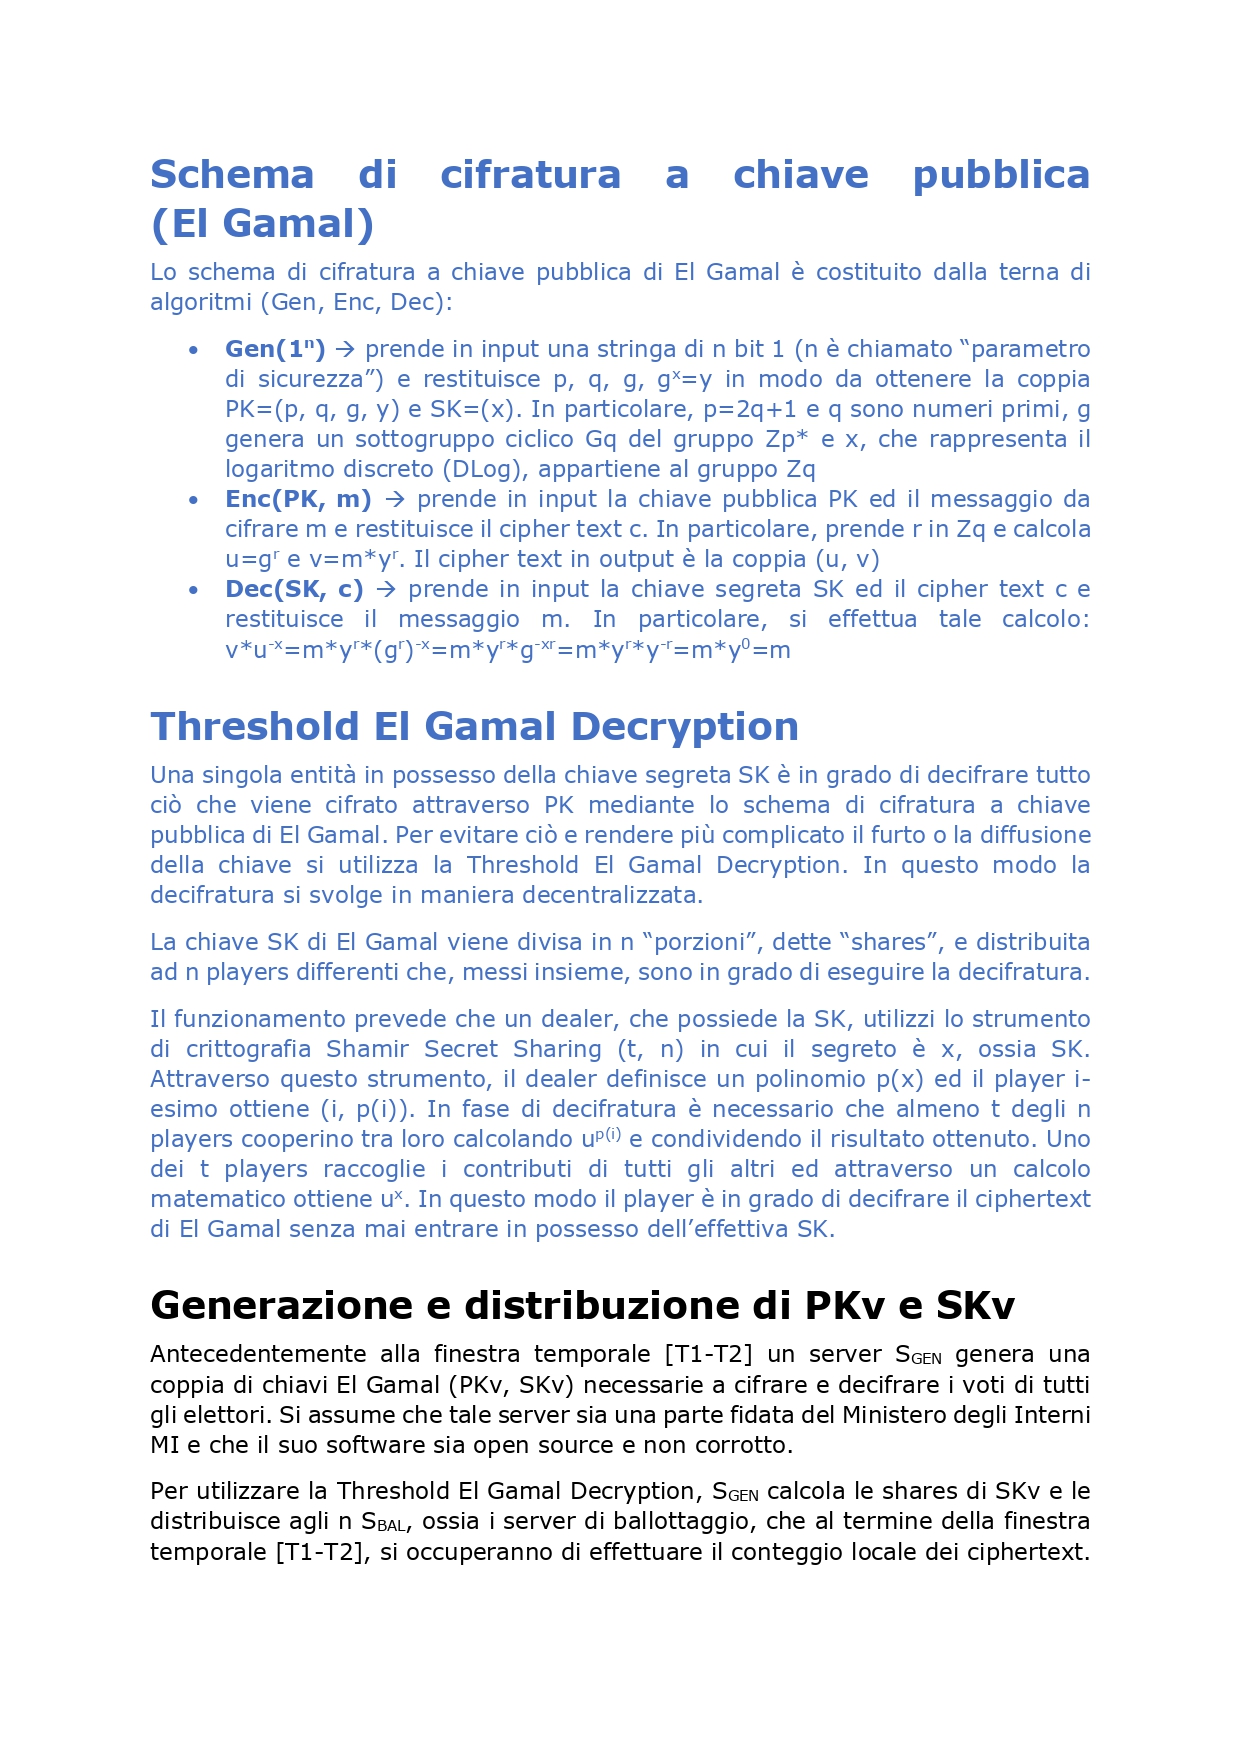 Schema di cifratura a chiave pubblica
(El Gamal)
Lo schema di cifratura a chiave pubblica di El Gamal è costituito dalla terna di
algoritmi (Gen, Enc, Dec):
• Gen(1ⁿ) → prende in input una stringa di n bit 1 (n è chiamato “parametro
di sicurezza”) e restituisce p, q, g, gˣ=y in modo da ottenere la coppia
PK=(p, q, g, y) e SK=(x). In particolare, p=2q+1 e q sono numeri primi, g
genera un sottogruppo ciclico Gq del gruppo Zp* e x, che rappresenta il
logaritmo discreto (DLog), appartiene al gruppo Zq
• Enc(PK, m) → prende in input la chiave pubblica PK ed il messaggio da
cifrare m e restituisce il cipher text c. In particolare, prende r in Zq e calcola
u=gʳ e v=m*yʳ. Il cipher text in output è la coppia (u, v)
• Dec(SK, c) → prende in input la chiave segreta SK ed il cipher text c e
restituisce il messaggio m. In particolare, si effettua tale calcolo:
v*u⁻ˣ=m*yʳ*(gʳ)⁻ˣ=m*yʳ*g⁻ˣʳ=m*yʳ*y⁻ʳ=m*y⁰=m
Threshold El Gamal Decryption
Una singola entità in possesso della chiave segreta SK è in grado di decifrare tutto
ciò che viene cifrato attraverso PK mediante lo schema di cifratura a chiave
pubblica di El Gamal. Per evitare ciò e rendere più complicato il furto o la diffusione
della chiave si utilizza la Threshold El Gamal Decryption. In questo modo la
decifratura si svolge in maniera decentralizzata.
La chiave SK di El Gamal viene divisa in n “porzioni”, dette “shares”, e distribuita
ad n players differenti che, messi insieme, sono in grado di eseguire la decifratura.
Il funzionamento prevede che un dealer, che possiede la SK, utilizzi lo strumento
di crittografia Shamir Secret Sharing (t, n) in cui il segreto è x, ossia SK.
Attraverso questo strumento, il dealer definisce un polinomio p(x) ed il player i-
esimo ottiene (i, p(i)). In fase di decifratura è necessario che almeno t degli n
players cooperino tra loro calcolando uᵖ⁽ⁱ⁾ e condividendo il risultato ottenuto. Uno
dei t players raccoglie i contributi di tutti gli altri ed attraverso un calcolo
matematico ottiene uˣ. In questo modo il player è in grado di decifrare il ciphertext
di El Gamal senza mai entrare in possesso dell’effettiva SK.
Generazione e distribuzione di PKv e SKv
Antecedentemente alla finestra temporale [T1-T2] un server SGEN genera una
coppia di chiavi El Gamal (PKv, SKv) necessarie a cifrare e decifrare i voti di tutti
gli elettori. Si assume che tale server sia una parte fidata del Ministero degli Interni
MI e che il suo software sia open source e non corrotto.
Per utilizzare la Threshold El Gamal Decryption, SGEN calcola le shares di SKv e le
distribuisce agli n SBAL, ossia i server di ballottaggio, che al termine della finestra
temporale [T1-T2], si occuperanno di effettuare il conteggio locale dei ciphertext.